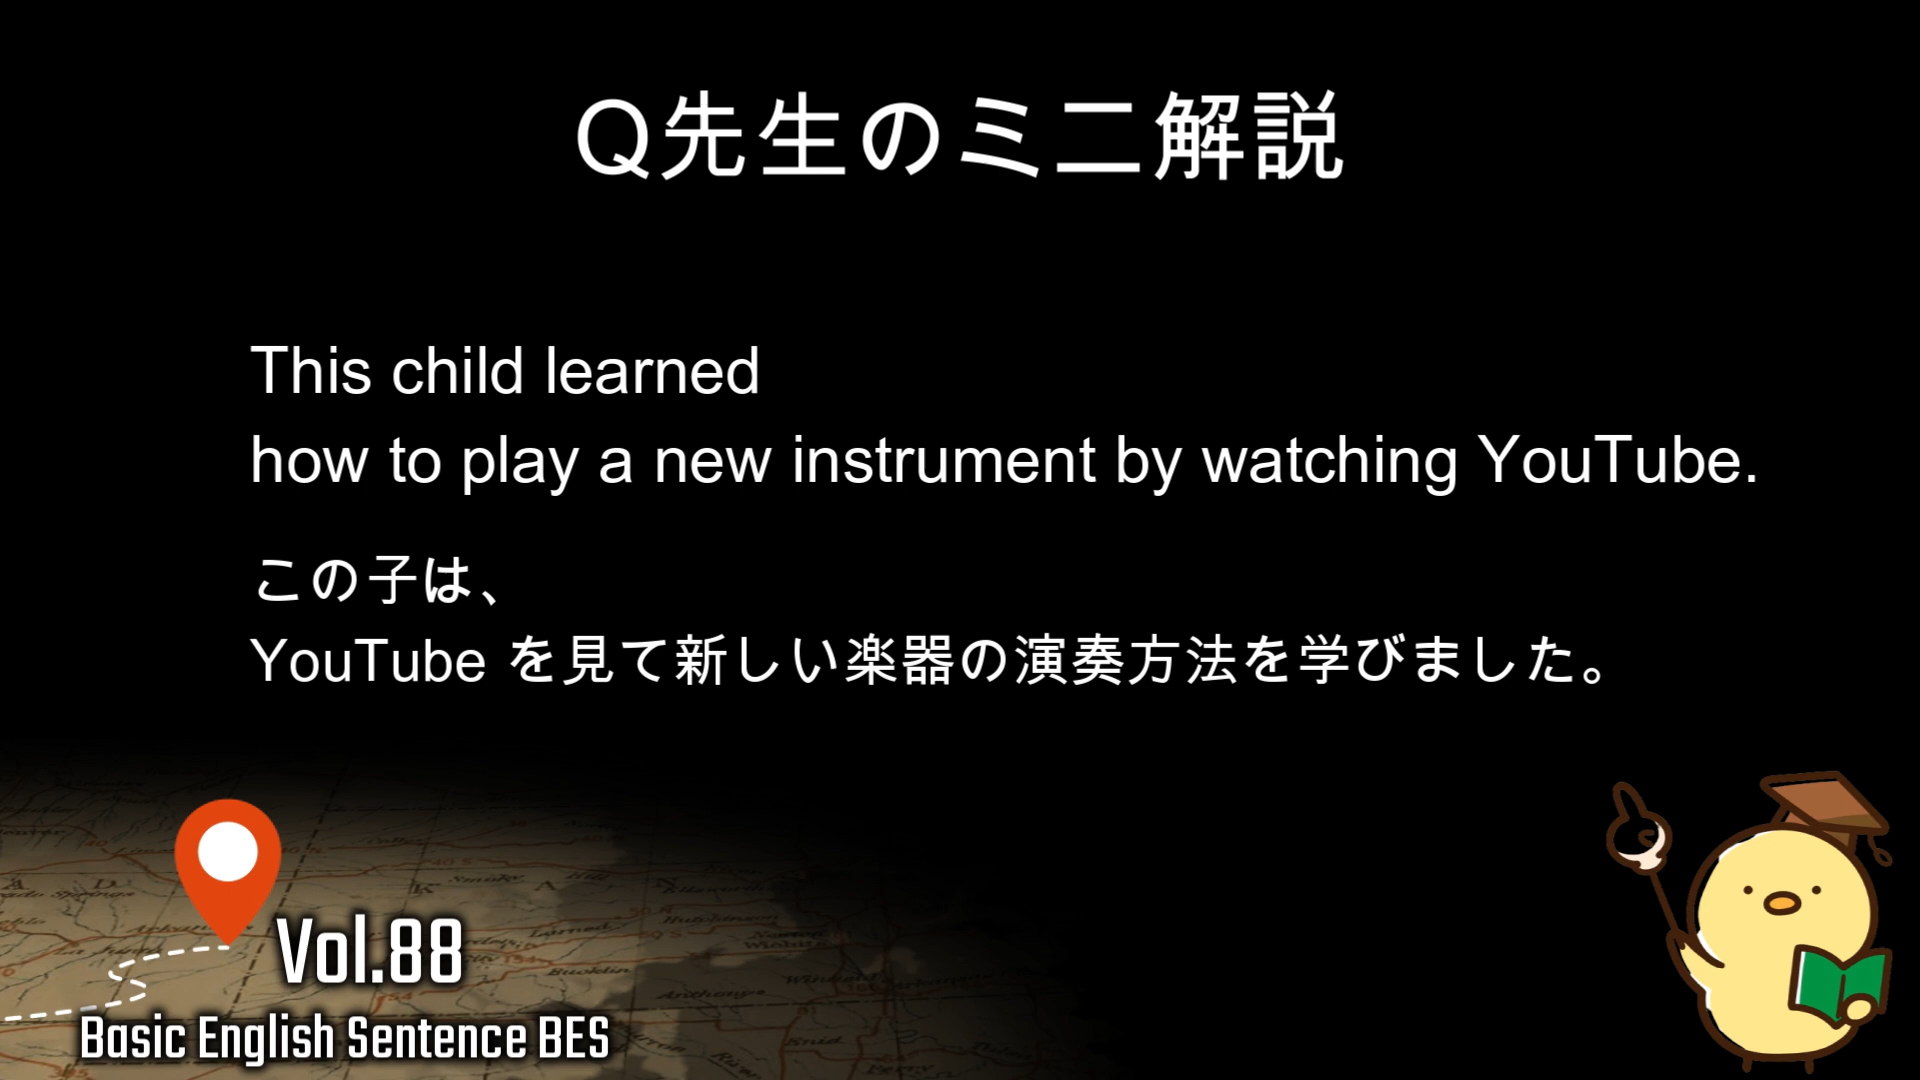 Q先生のミニ解説
This child learned
how to play a new instrument by watching YouTube.
この子は、
YouTube を見て新しい楽器の演奏方法を学びました。
Vol.88
Basic English Sentence BES